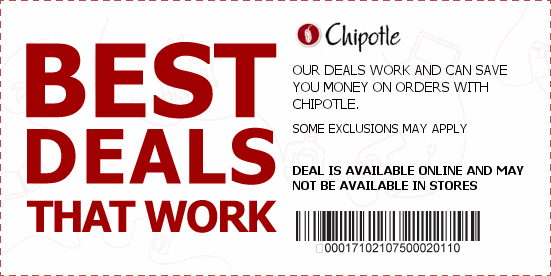 BEST
DEALS
THAT WORK
Chipotle
OUR DEALS WORK AND CAN SAVE
YOU MONEY ON ORDERS WITH
CHIPOTLE.
SOME EXCLUSIONS MAY APPLY
DEAL IS AVAILABLE ONLINE AND MAY
NOT BE AVAILABLE IN STORES
00017102107500020110